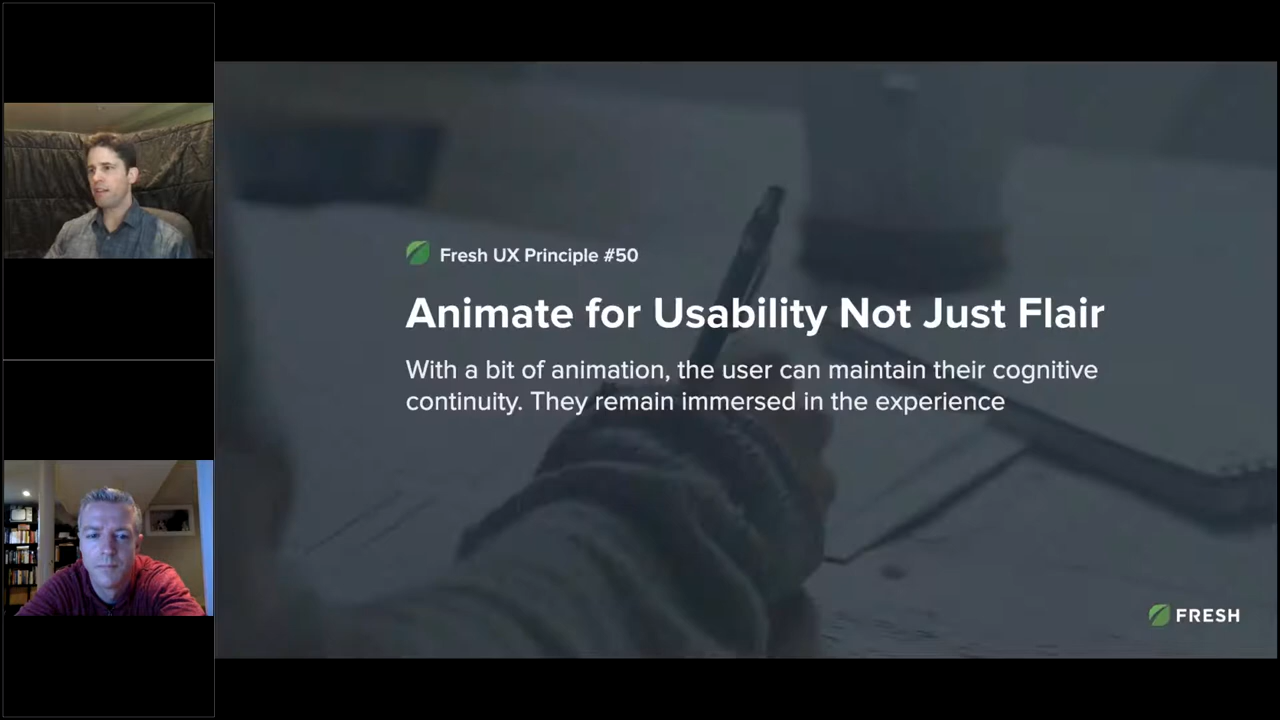 Fresh UX Principle #50
Animate for Usability Not Just Flair
With a bit of animation, the user can maintain their cognitive
continuity. They remain immersed in the experience
FRESH